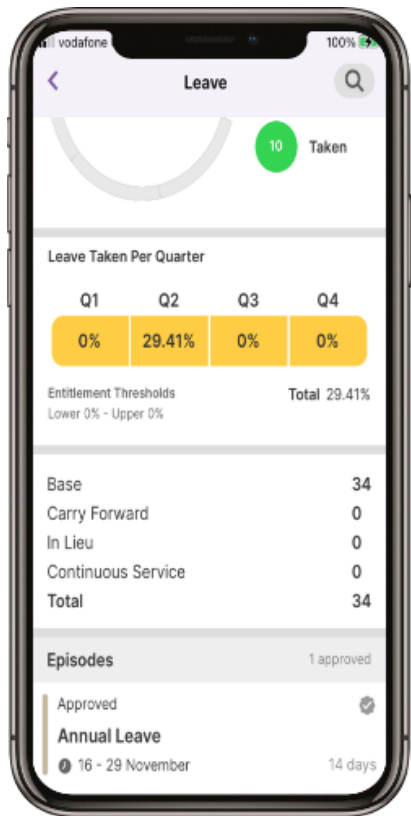 vodafone 100%
Leave
10 Taken
Leave Taken Per Quarter
Q1 Q2 Q3 Q4
0% 29.41% 0% 0%
Entitlement Thresholds Total 29.41%
Lower 0% - Upper 0%
Base 34
Carry Forward 0
In Lieu 0
Continuous Service 0
Total 34
Episodes 1 approved
Approved
Annual Leave
16 - 29 November 14 days